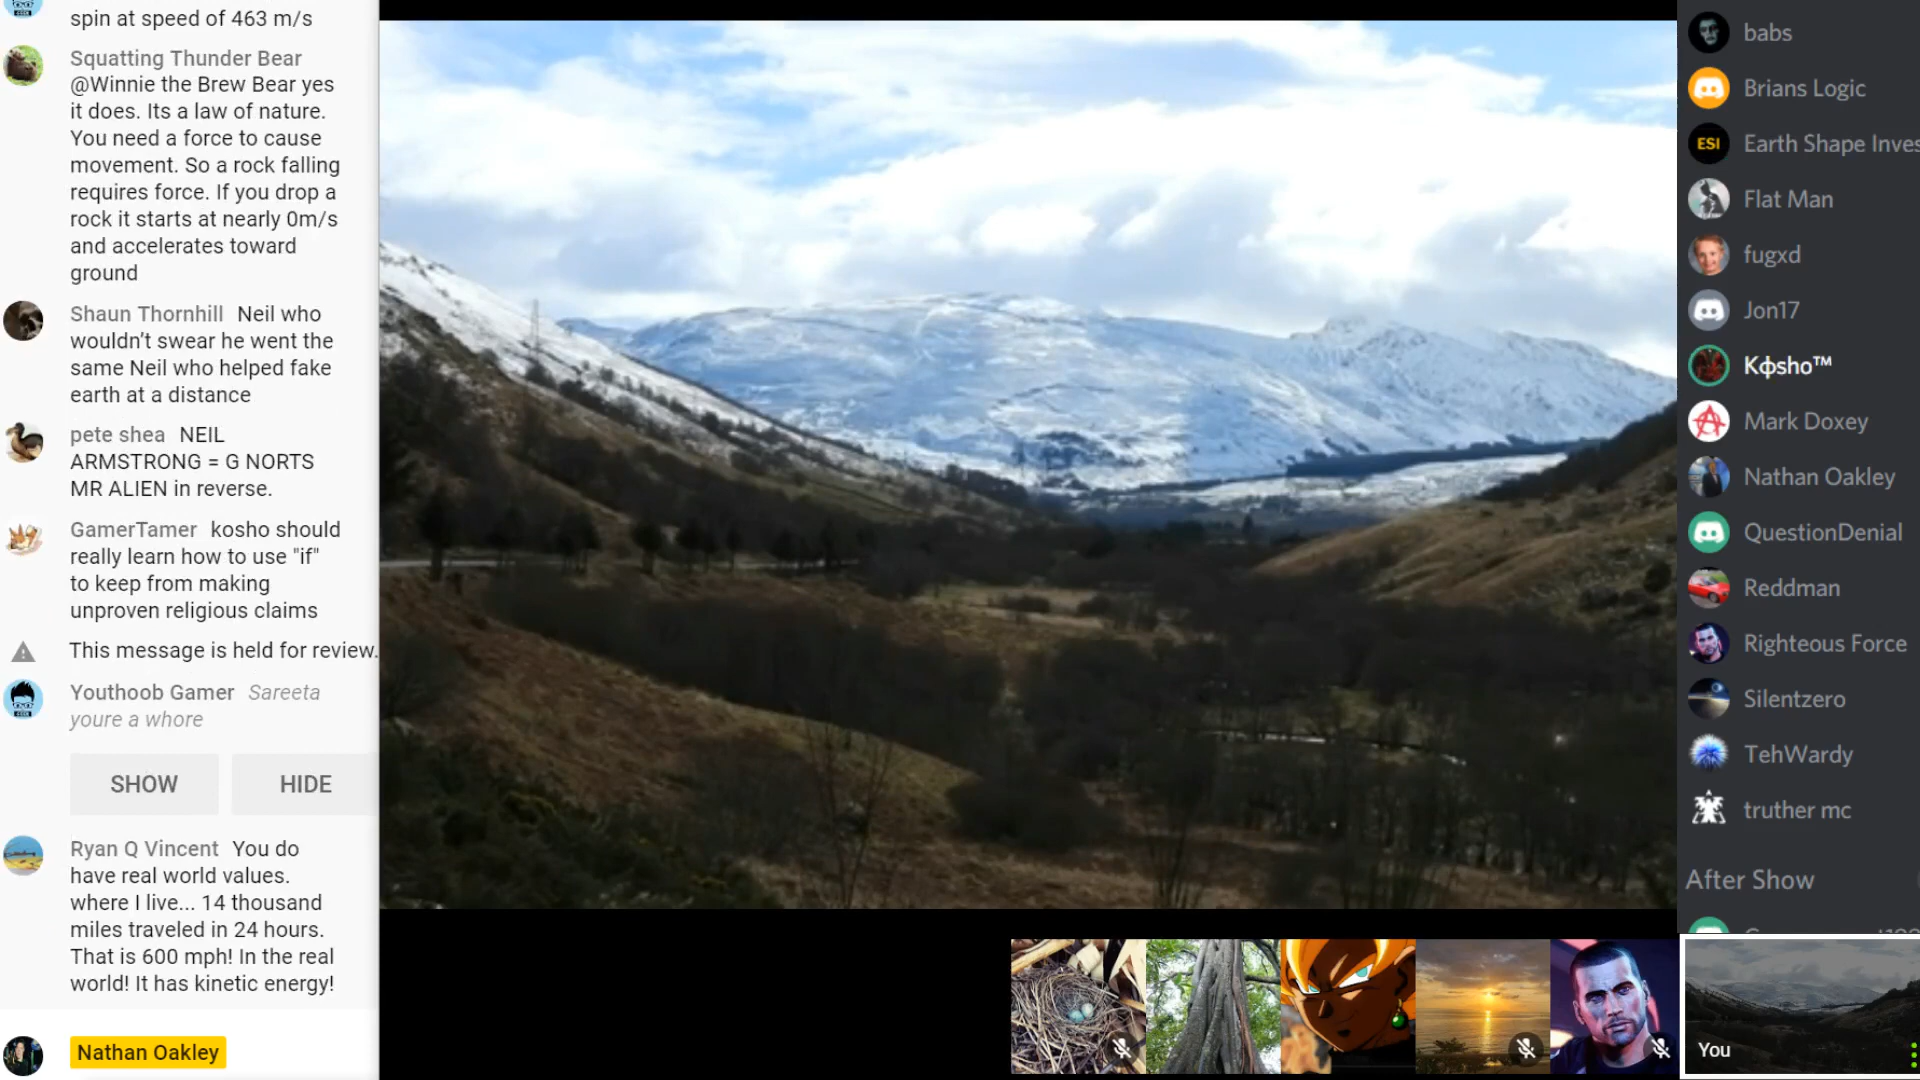 spin at speed of 463 m/s
Squatting Thunder Bear
@Winnie the Brew Bear yes
it does. Its a law of nature.
You need a force to cause
movement. So a rock falling
requires force. If you drop a
rock it starts at nearly 0m/s
and accelerates toward
ground
Shaun Thornhill Neil who
wouldn't swear he went the
same Neil who helped fake
earth at a distance
pete shea NEIL
ARMSTRONG = G NORTS
MR ALIEN in reverse.
GamerTamer kosho should
really learn how to use "if"
to keep from making
unproven religious claims
This message is held for review.
Youthoob Gamer Sareeta
youre a whore
SHOW HIDE
Ryan Q Vincent You do
have real world values.
where I live... 14 thousand
miles traveled in 24 hours.
That is 600 mph! In the real
world! It has kinetic energy!
Nathan Oakley
babs
Brians Logic
ESI
Earth Shape Inves
Flat Man
fugxd
Jon17
Kφsho™
Mark Doxey
Nathan Oakley
QuestionDenial
Reddman
Righteous Force
Silentzero
TehWardy
truther mc
After Show
You